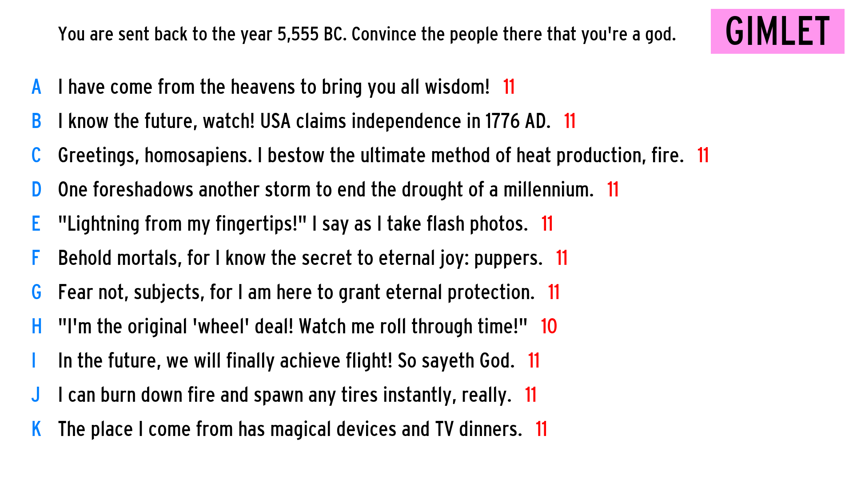 You are sent back to the year 5,555 BC. Convince the people there that you're a god.
GIMLET
A I have come from the heavens to bring you all wisdom! 11
B I know the future, watch! USA claims independence in 1776 AD. 11
C Greetings, homosapiens. I bestow the ultimate method of heat production, fire. 11
D One foreshadows another storm to end the drought of a millennium. 11
E "Lightning from my fingertips!" I say as I take flash photos. 11
F Behold mortals, for I know the secret to eternal joy: puppers. 11
G Fear not, subjects, for I am here to grant eternal protection. 11
H "I'm the original 'wheel' deal! Watch me roll through time!" 10
I In the future, we will finally achieve flight! So sayeth God. 11
J I can burn down fire and spawn any tires instantly, really. 11
K The place I come from has magical devices and TV dinners. 11